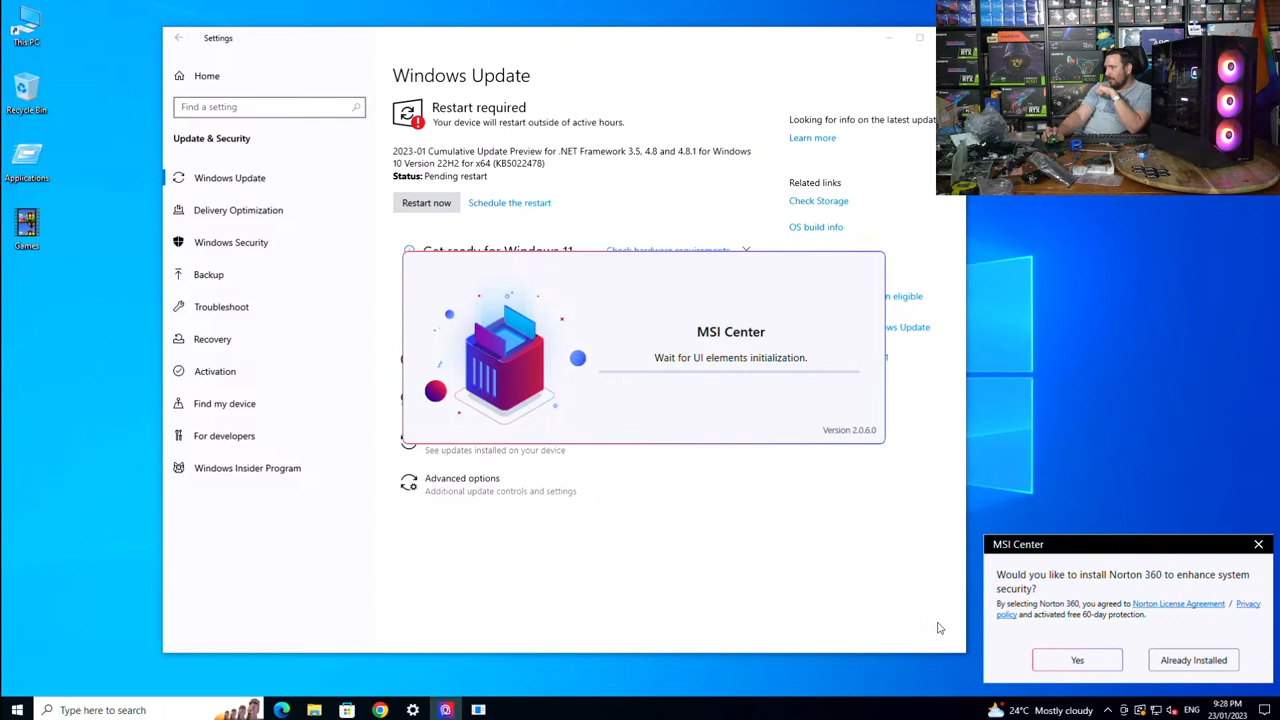 This PC
Recycle Bin
Applications
Games
Settings
Home
Find a setting
Update & Security
Windows Update
Delivery Optimization
Windows Security
Backup
Troubleshoot
Recovery
Activation
Find my device
For developers
Windows Insider Program
Windows Update
Restart required
Your device will restart outside of active hours.
2023-01 Cumulative Update Preview for .NET Framework 3.5, 4.8 and 4.8.1 for Windows
10 Version 22H2 for x64 (KB5022478)
Status: Pending restart
Restart now
Schedule the restart
Get ready for Windows 11
Check hardware requirements
See updates installed on your device
Advanced options
Additional update controls and settings
Looking for info on the latest
Learn more
Related links
Check Storage
OS build info
eligible
Update
MSI Center
Wait for UI elements initialization.
Version 2.0.6.0
MSI Center
Would you like to install Norton 360 to enhance system
security?
By selecting Norton 360, you agreed to Norton License Agreement / Privacy
policy and activated free 60-day protection.
Yes
Already Installed
Type here to search
24°C Mostly cloudy
ENG
9:28 PM
23/01/2023